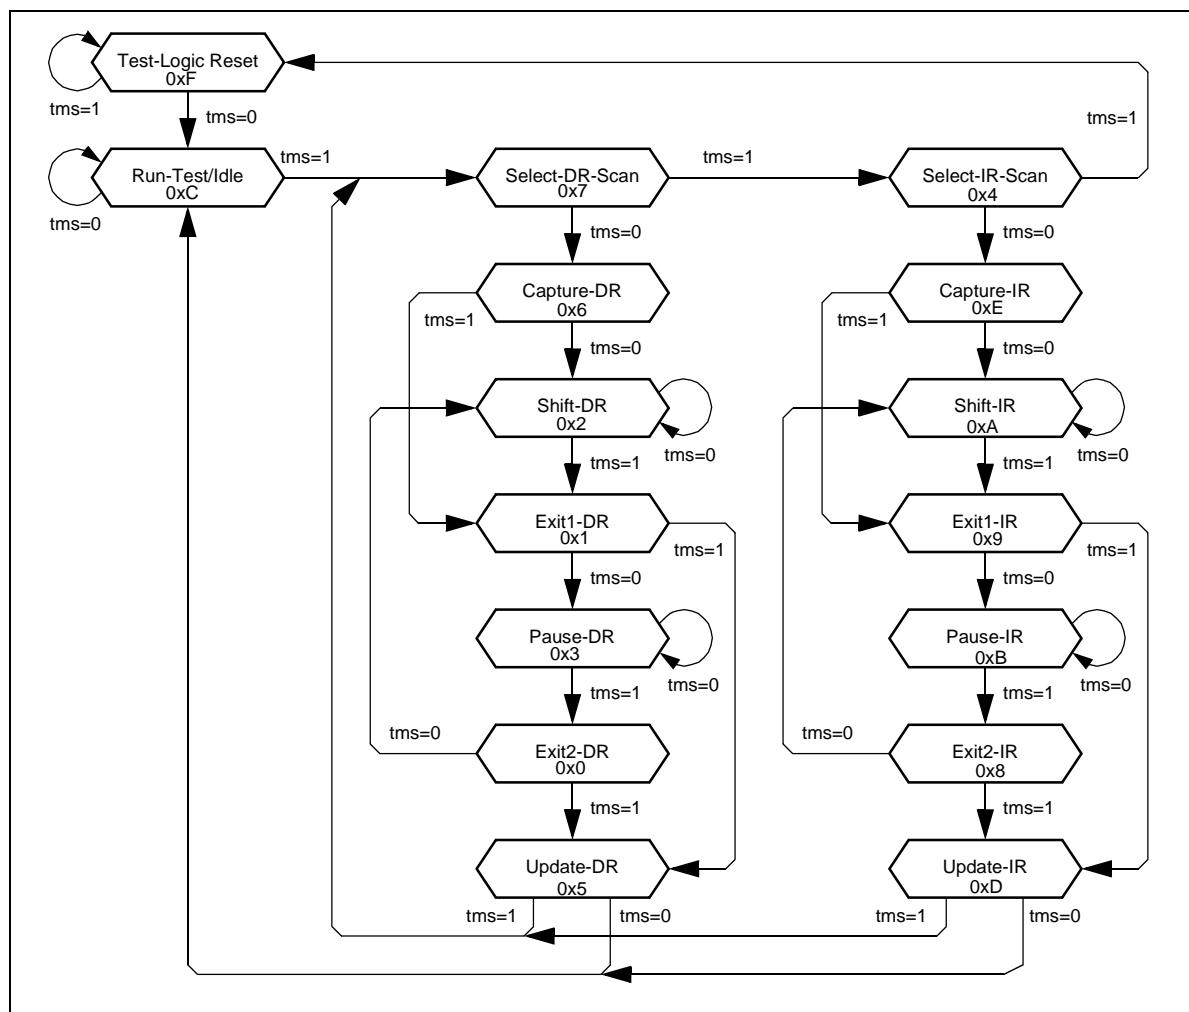 Test-Logic Reset
0xF
tms=1
tms=0
tms=1
Run-Test/Idle
0xC
tms=0
tms=1
Select-DR-Scan
0x7
tms=1
Select-IR-Scan
0x4
tms=0
tms=0
Capture-DR
0x6
tms=1
tms=0
Capture-IR
0xE
tms=1
tms=0
Shift-DR
0x2
tms=0
tms=1
Shift-IR
0xA
tms=0
tms=1
Exit1-DR
0x1
tms=1
tms=0
Exit1-IR
0x9
tms=1
tms=0
Pause-DR
0x3
tms=0
tms=1
Pause-IR
0xB
tms=0
tms=1
tms=0
Exit2-DR
0x0
tms=1
tms=0
Exit2-IR
0x8
tms=1
Update-DR
0x5
tms=1
tms=0
Update-IR
0xD
tms=1
tms=0